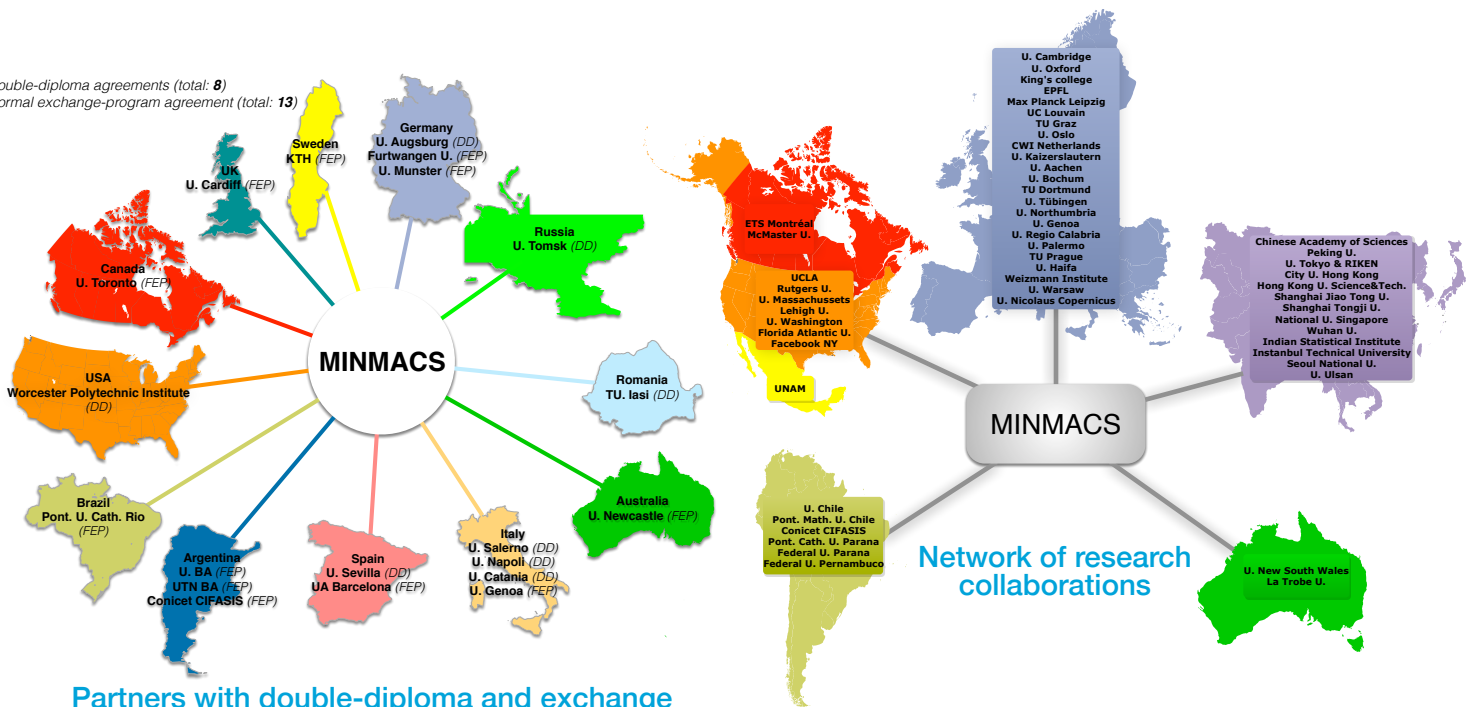 ouble-diploma agreements (total: 8)
ormal exchange-program agreement (total: 13)
Sweden
KTH (FEP)
Germany
U. Augsburg (DD)
Furtwangen U. (FEP)
U. Munster (FEP)
UK
U. Cardiff (FEP)
Russia
U. Tomsk (DD)
Canada
U. Toronto (FEP)
MINMACS
USA
Worcester Polytechnic Institute
(DD)
Romania
TU. Iasi (DD)
Brazil
Pont. U. Cath. Rio
(FEP)
Argentina
U. BA (FEP)
UTN BA (FEP)
Conicet CIFASIS (FEP)
Spain
U. Sevilla (DD)
UA Barcelona (FEP)
Italy
U. Salerno (DD)
U. Napoli (DD)
U. Catania (DD)
U. Genoa (FEP)
Australia
U. Newcastle (FEP)
Partners with double-diploma and exchange
U. Cambridge
U. Oxford
King's college
EPFL
Max Planck Leipzig
UC Louvain
TU Graz
U. Oslo
CWI Netherlands
U. Kaizerslautern
U. Aachen
U. Bochum
TU Dortmund
U. Tübingen
U. Northumbria
U. Genoa
U. Regio Calabria
U. Palermo
TU Prague
U. Haifa
Weizmann Institute
U. Warsaw
U. Nicolaus Copernicus
ETS Montréal
McMaster U.
UCLA
Rutgers U.
U. Massachussets
Lehigh U.
U. Washington
Florida Atlantic U.
Facebook NY
UNAM
Chinese Academy of Sciences
Peking U.
U. Tokyo & RIKEN
City U. Hong Kong
Hong Kong U. Science&Tech.
Shanghai Jiao Tong U.
Shanghai Tongji U.
National U. Singapore
Wuhan U.
Indian Statistical Institute
Instanbul Technical University
Seoul National U.
U. Ulsan
MINMACS
U. Chile
Pont. Math. U. Chile
Conicet CIFASIS
Pont. Cath. U. Parana
Federal U. Parana
Federal U. Pernambuco
Network of research
collaborations
U. New South Wales
La Trobe U.